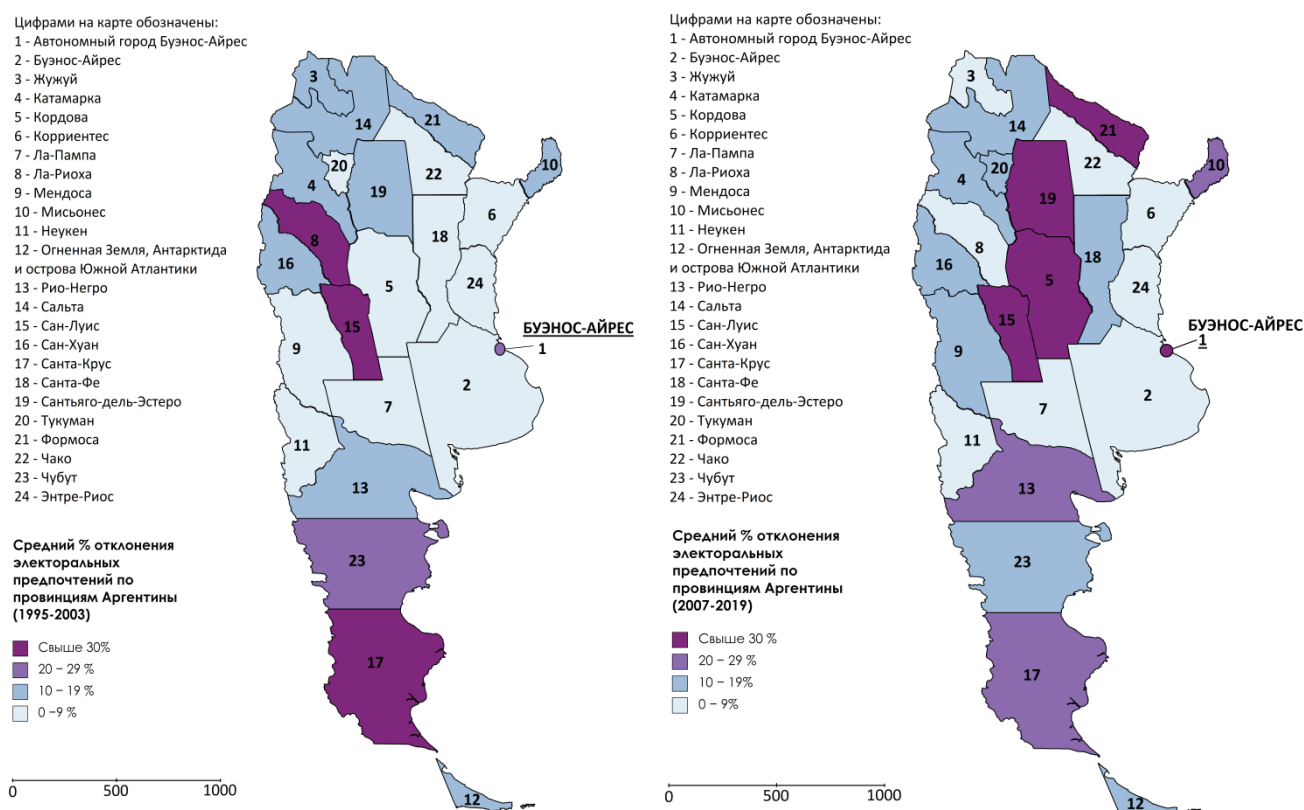 Цифрами на карте обозначены:
1 - Автономный город Буэнос-Айрес
2 - Буэнос-Айрес
3 - Жужуй
4 - Катамарка
5 - Кордова
6 - Корриентес
7 - Ла-Пампа
8 - Ла-Риоха
9 - Мендоса
10 - Мисьонес
11 - Неукен
12 - Огненная Земля, Антарктида
и острова Южной Атлантики
13 - Рио-Негро
14 - Сальта
15 - Сан-Луис
16 - Сан-Хуан
17 - Санта-Крус
18 - Санта-Фе
19 - Сантьяго-дель-Эстеро
20 - Тукуман
21 - Формоса
22 - Чако
23 - Чубут
24 - Энтре-Риос
Средний % отклонения
электоральных
предпочтений по
провинциям Аргентины
(1995-2003)
Свыше 30%
20 – 29 %
10 – 19 %
0 –9 %
0 500 1000
3
14
21
10
20
4
19
22
6
8
18
16
5
24
15
БУЭНОС-АЙРЕС
1
9
2
7
11
13
23
17
12
Цифрами на карте обозначены:
1 - Автономный город Буэнос-Айрес
2 - Буэнос-Айрес
3 - Жужуй
4 - Катамарка
5 - Кордова
6 - Корриентес
7 - Ла-Пампа
8 - Ла-Риоха
9 - Мендоса
10 - Мисьонес
11 - Неукен
12 - Огненная Земля, Антарктида
и острова Южной Атлантики
13 - Рио-Негро
14 - Сальта
15 - Сан-Луис
16 - Сан-Хуан
17 - Санта-Крус
18 - Санта-Фе
19 - Сантьяго-дель-Эстеро
20 - Тукуман
21 - Формоса
22 - Чако
23 - Чубут
24 - Энтре-Риос
Средний % отклонения
электоральных
предпочтений по
провинциям Аргентины
(2007-2019)
Свыше 30 %
20 – 29 %
10 – 19%
0 – 9%
0 500 1000
3
14
21
10
20
4
19
22
6
8
18
16
5
24
15
БУЭНОС-АЙРЕС
1
9
2
7
11
13
23
17
12